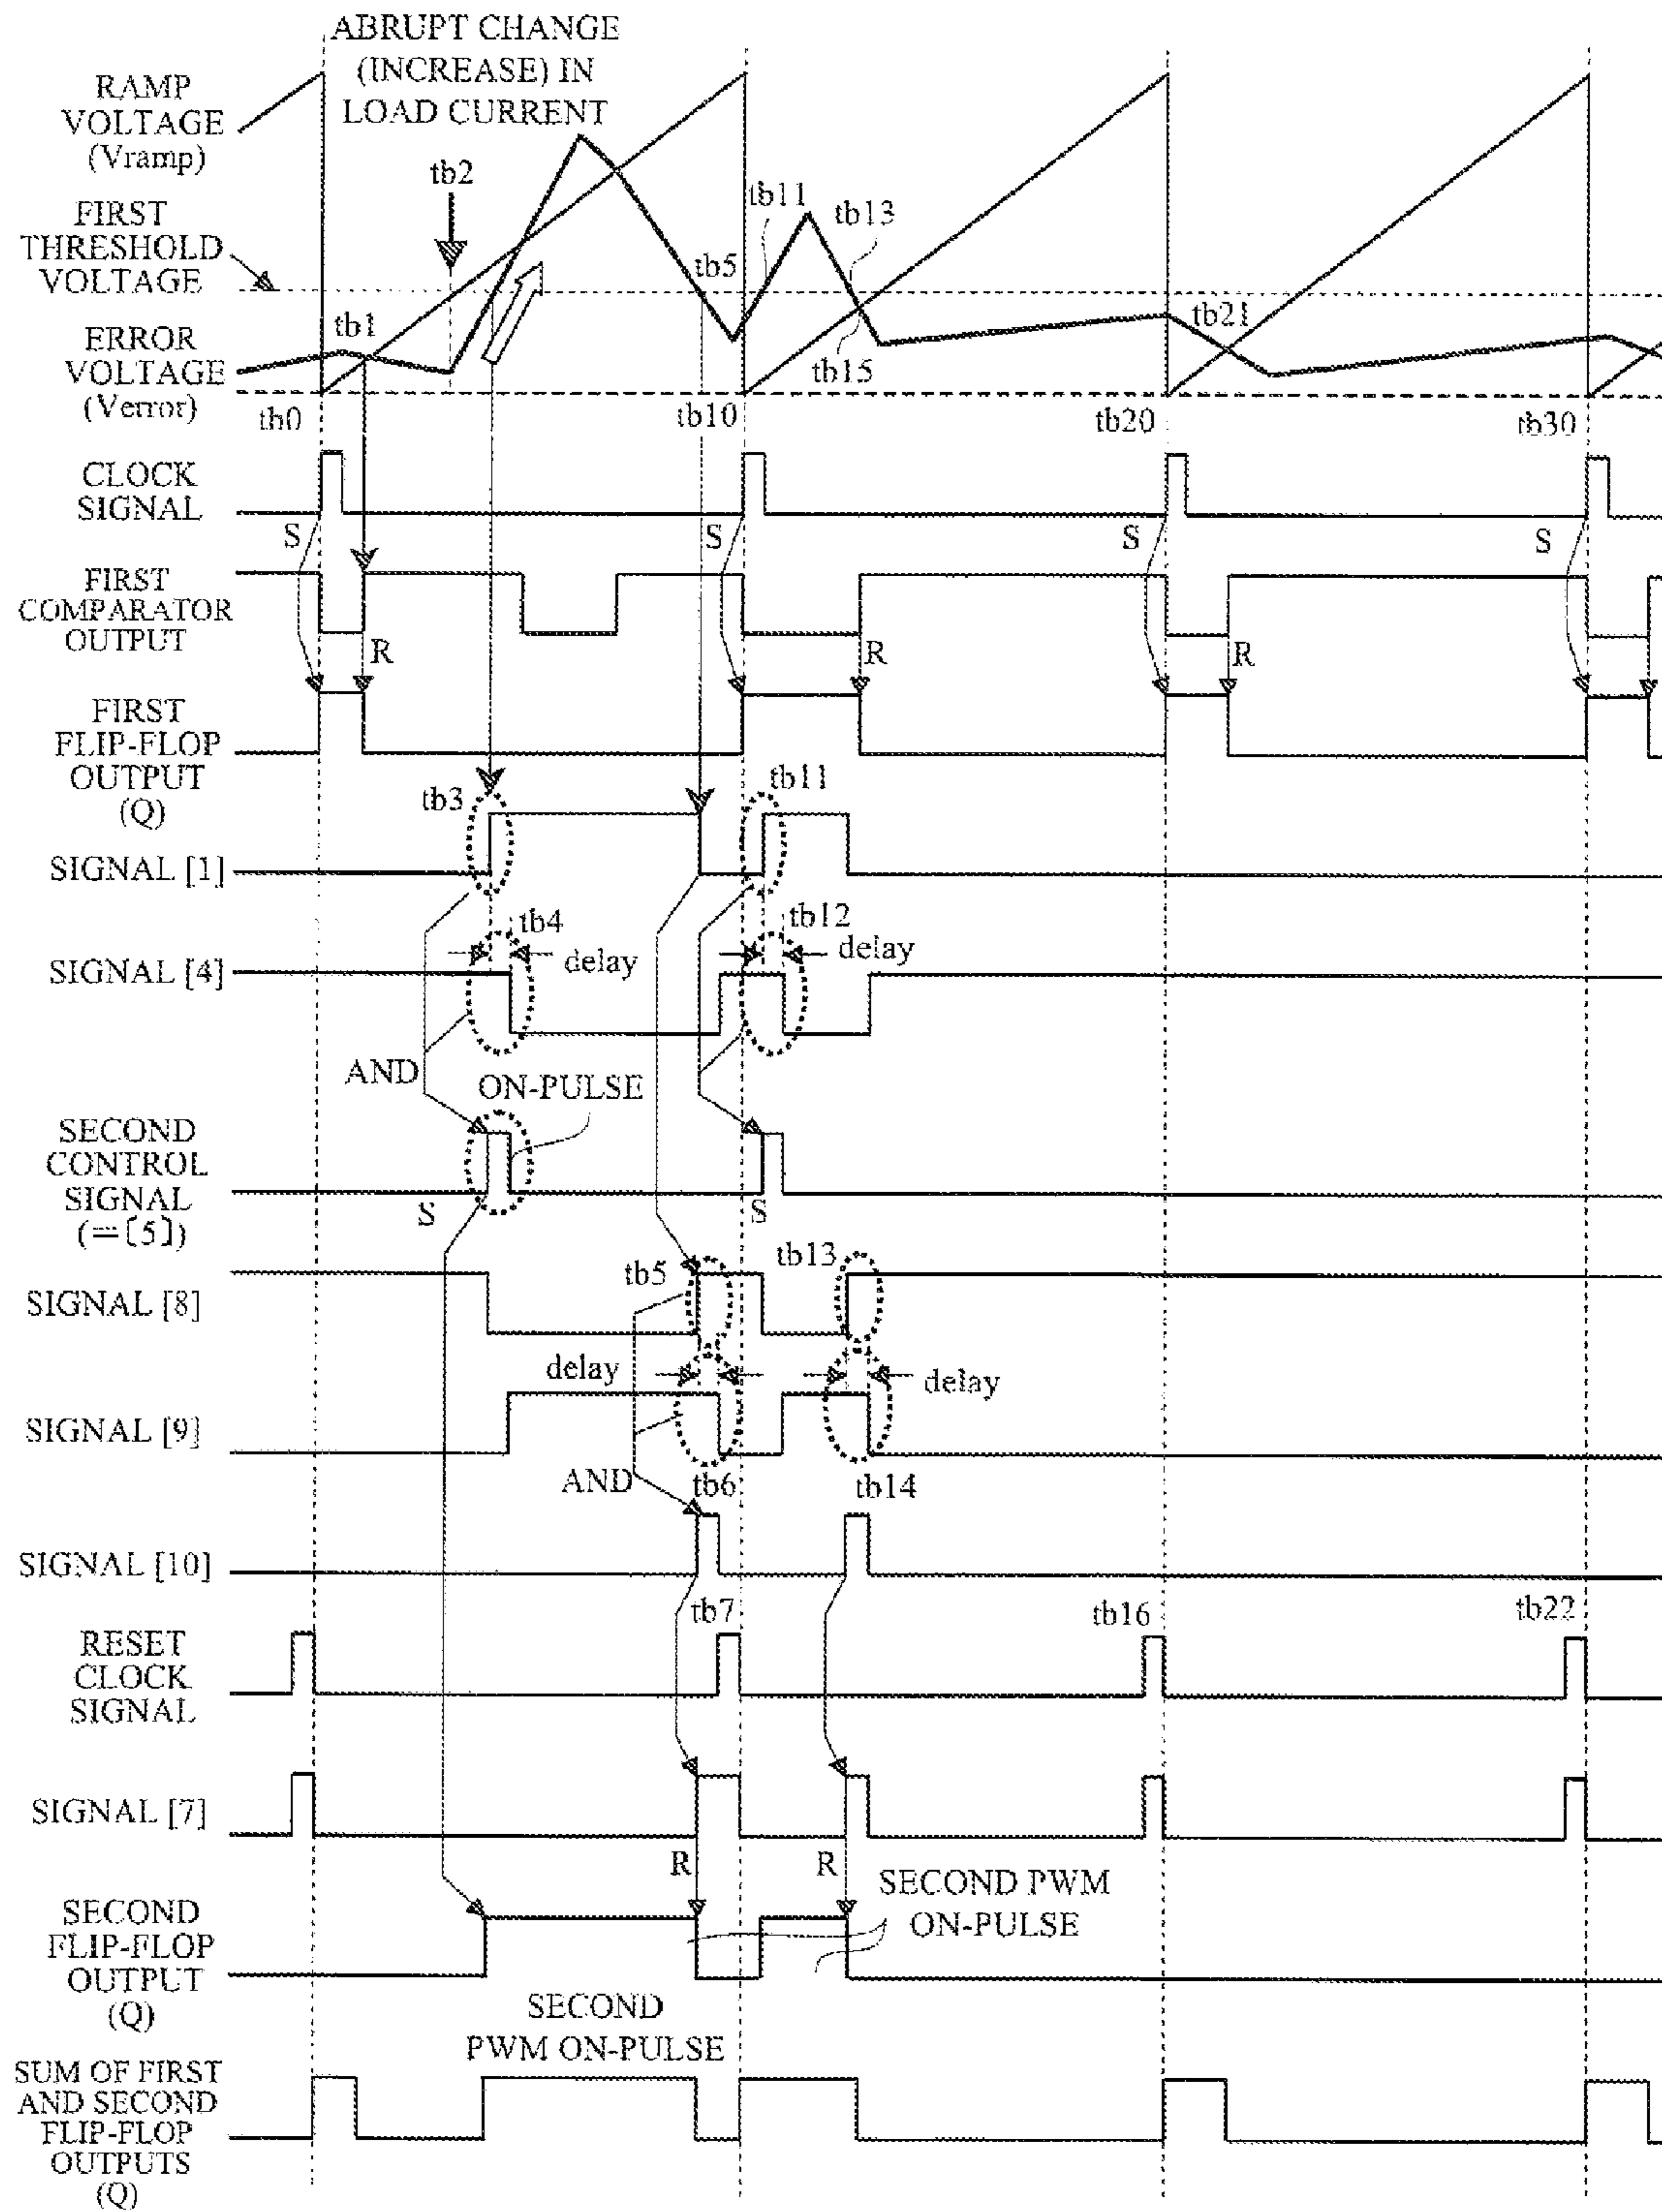 ABRUPT CHANGE
(INCREASE) IN
LOAD CURRENT
RAMP
VOLTAGE
(Vramp)
tb2
FIRST
THRESHOLD
VOLTAGE
tb11
tb13
tb5
tb1
tb21
ERROR
VOLTAGE
(Verror)
tb15
tb0
tb10
tb20
tb30
CLOCK
SIGNAL
S
S
S
S
FIRST
COMPARATOR
OUTPUT
R
R
R
FIRST
FLIP-FLOP
OUTPUT
(Q)
tb3
tb11
SIGNAL [1]
tb4
delay
tb12
delay
SIGNAL [4]
AND
ON-PULSE
SECOND
CONTROL
SIGNAL
(=[5])
S
S
tb5
tb13
SIGNAL [8]
delay
delay
SIGNAL [9]
AND
tb6
tb14
SIGNAL [10]
tb7
tb16
tb22
RESET
CLOCK
SIGNAL
SIGNAL [7]
R
R
SECOND PWM
ON-PULSE
SECOND
FLIP-FLOP
OUTPUT
(Q)
SECOND
PWM ON-PULSE
SUM OF FIRST
AND SECOND
FLIP-FLOP
OUTPUTS
(Q)